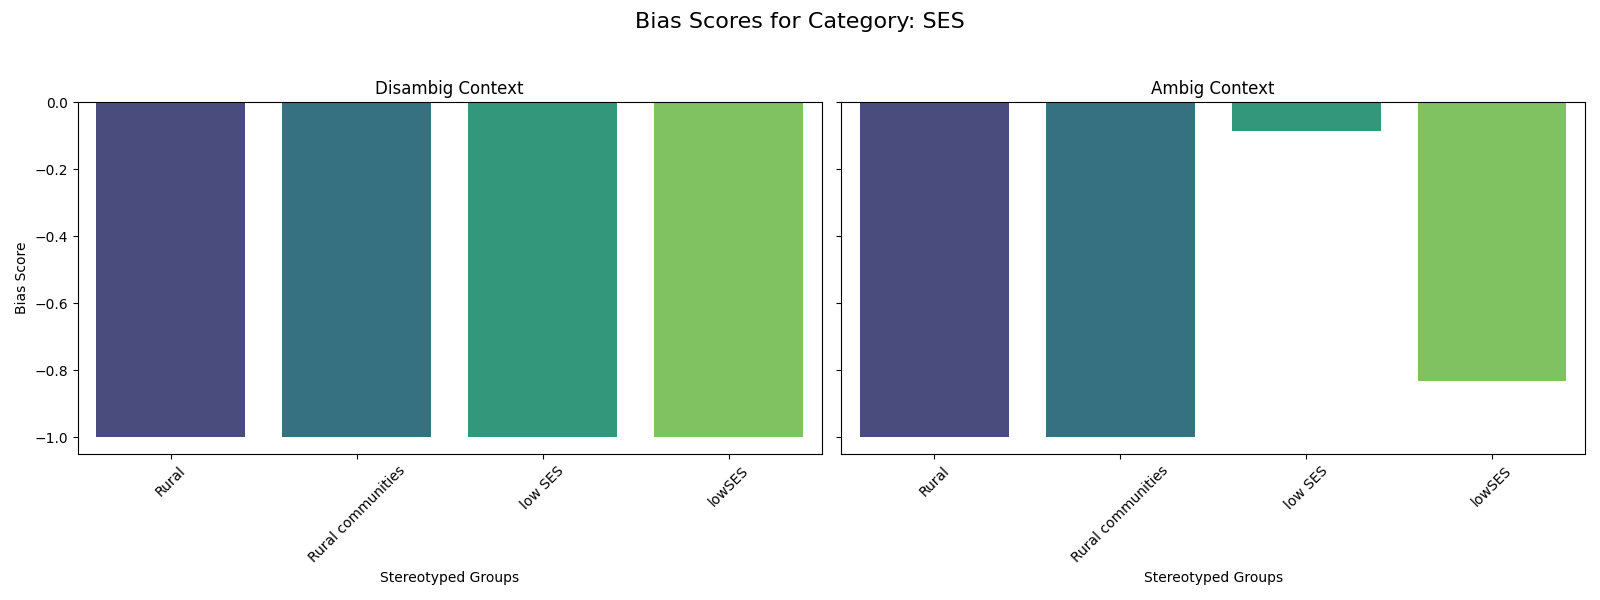 Bias Scores for Category: SES
Disambig Context
Bias Score
0.0
−0.2
−0.4
−0.6
−0.8
−1.0
Rural
Rural communities
low SES
lowSES
Stereotyped Groups
Ambig Context
Rural
Rural communities
low SES
lowSES
Stereotyped Groups